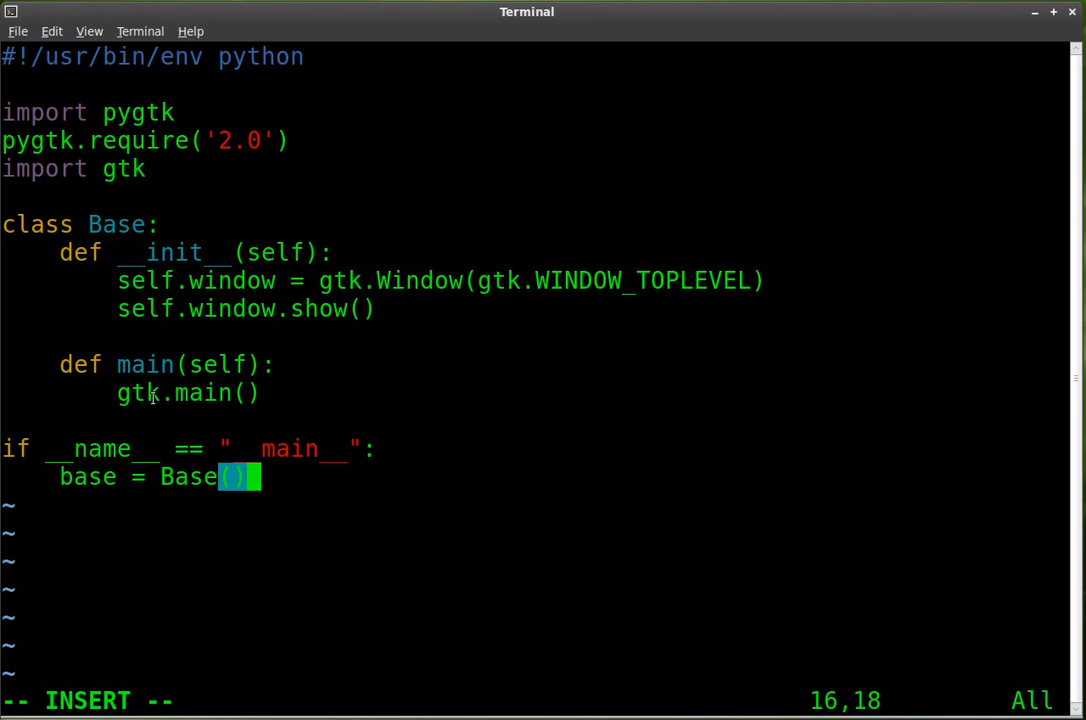 Terminal
File Edit View Terminal Help
#!/usr/bin/env python

import pygtk
pygtk.require('2.0')
import gtk

class Base:
    def __init__(self):
        self.window = gtk.Window(gtk.WINDOW_TOPLEVEL)
        self.window.show()

    def main(self):
        gtk.main()

if __name__ == "__main__":
    base = Base()
~
~
~
~
~
~
~
-- INSERT -- 16,18 All